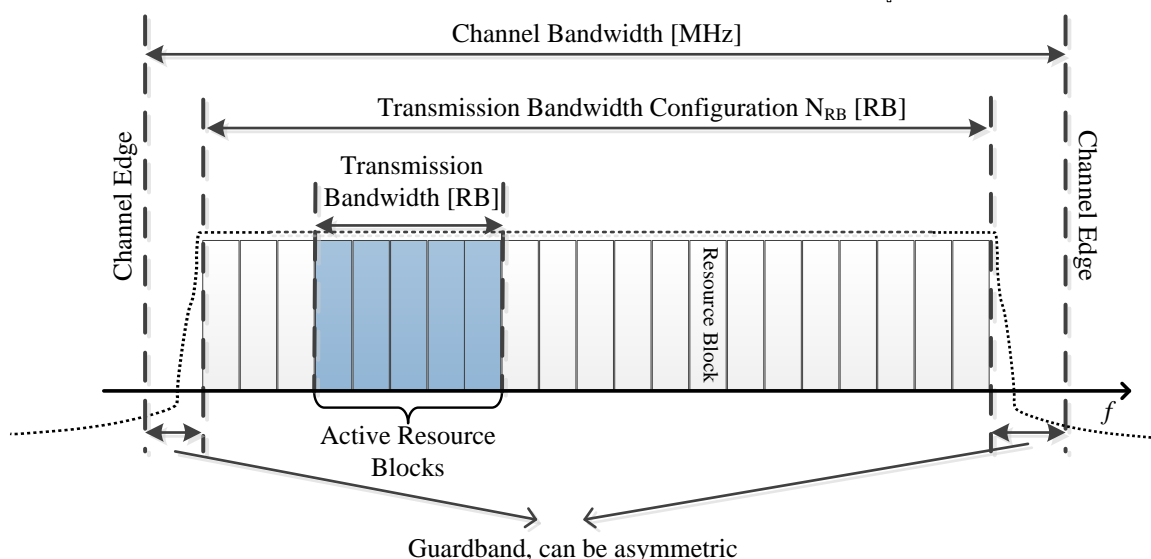 Channel Bandwidth [MHz]
Transmission Bandwidth Configuration N_RB [RB]
Transmission
Bandwidth [RB]
Channel Edge
Channel Edge
Resource Block
f
Active Resource
Blocks
Guardband, can be asymmetric